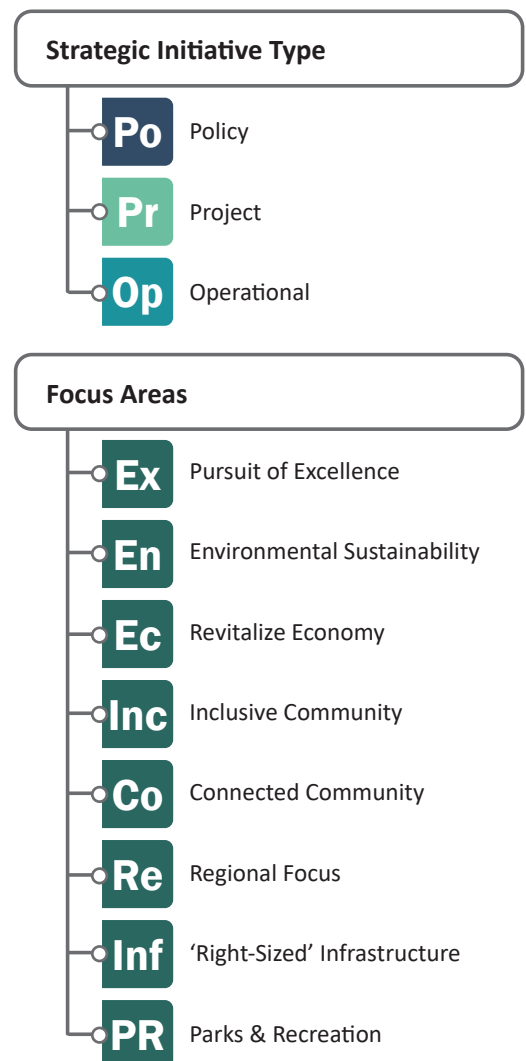 Strategic Initiative Type
Po Policy
Pr Project
Op Operational
Focus Areas
Ex Pursuit of Excellence
En Environmental Sustainability
Ec Revitalize Economy
Inc Inclusive Community
Co Connected Community
Re Regional Focus
Inf ‘Right-Sized’ Infrastructure
PR Parks & Recreation